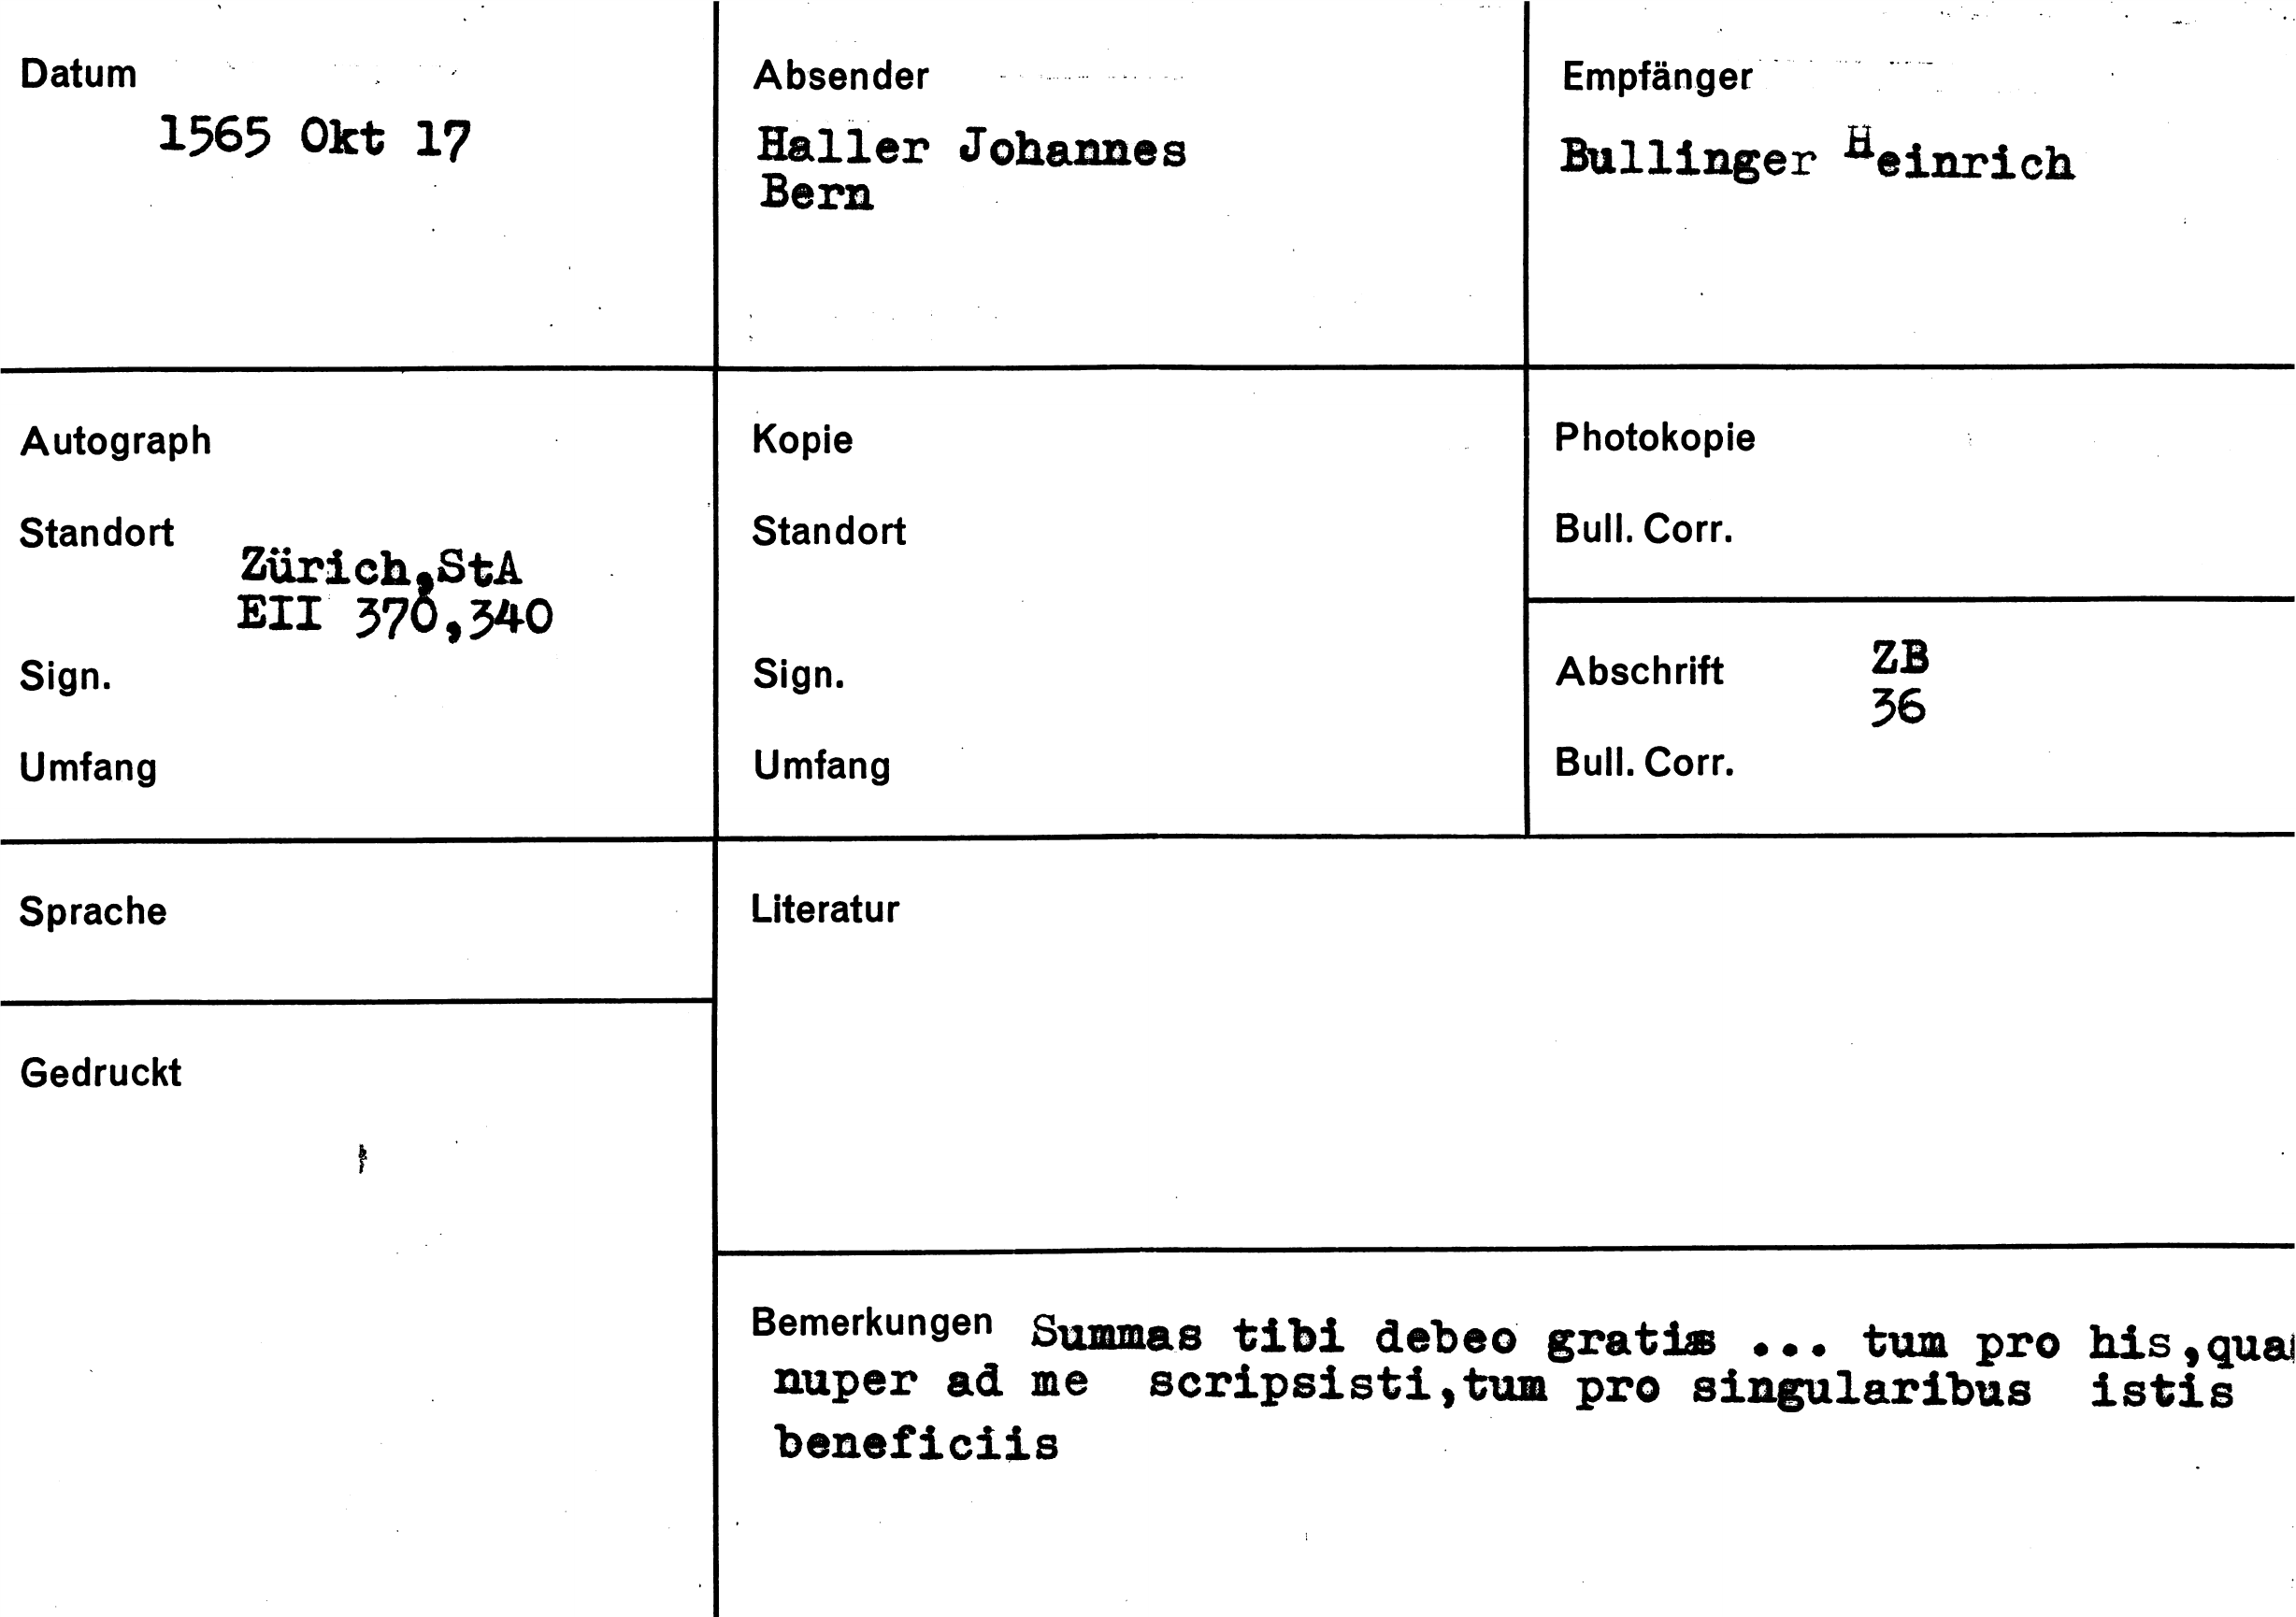 Datum
1565 Okt 17
Absender
Haller Johannes
Bern
Empfänger
Bullinger Heinrich
Autograph
Standort
Zürich,StA
EII 370,340
Sign.
Umfang
Kopie
Standort
Sign.
Umfang
Photokopie
Bull. Corr.
Abschrift ZB
36
Bull. Corr.
Sprache
Gedruckt
Literatur
Bemerkungen Summas tibi debeo gratis ... tum pro his,qua
nuper ad me scripsisti,tum pro singularibus istis
beneficiis